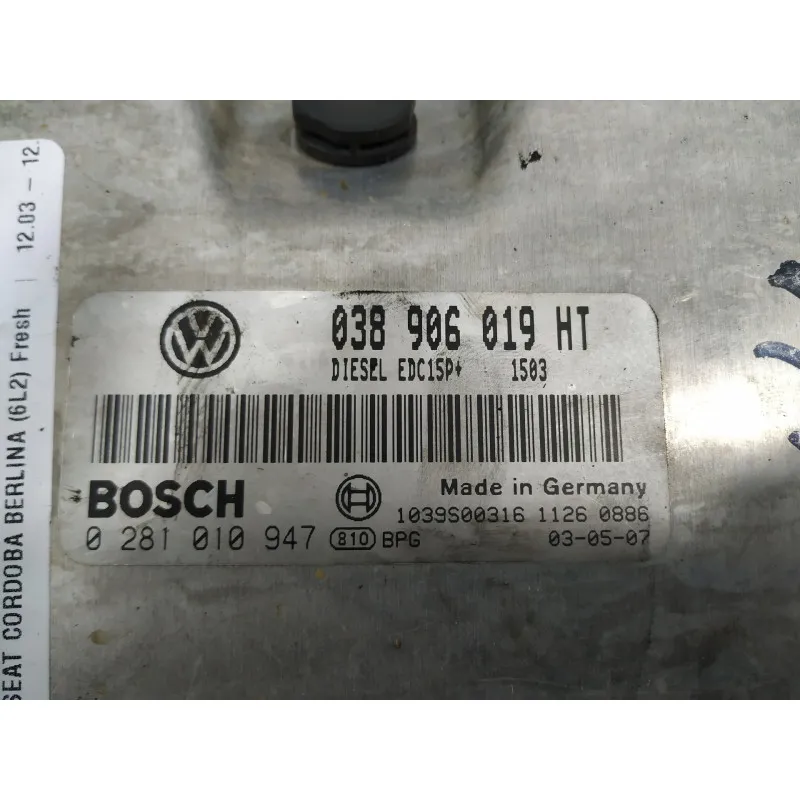 SEAT CORDOBA BERLINA (6L2) Fresh | 12.03 – 12.
038 906 019 HT
DIESEL EDC15P+ 1503
BOSCH
Made in Germany
1039S00316 1126 0886
0 281 010 947 810 BPG 03-05-07